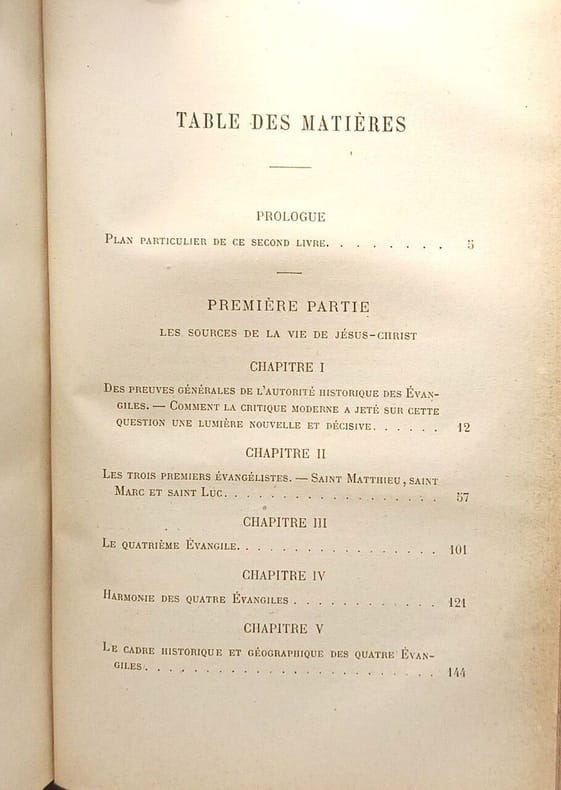 TABLE DES MATIÈRES
PROLOGUE
PLAN PARTICULIER DE CE SECOND LIVRE. . . . . . . . 5
PREMIÈRE PARTIE
LES SOURCES DE LA VIE DE JÉSUS-CHRIST
CHAPITRE I
DES PREUVES GÉNÉRALES DE L'AUTORITÉ HISTORIQUE DES ÉVAN-
GILES. — COMMENT LA CRITIQUE MODERNE A JETÉ SUR CETTE
QUESTION UNE LUMIÈRE NOUVELLE ET DÉCISIVE. . . . . . 12
CHAPITRE II
LES TROIS PREMIERS ÉVANGÉLISTES. — SAINT MATTHIEU, SAINT
MARC ET SAINT LUC. . . . . . . . . . . . . . . . . 57
CHAPITRE III
LE QUATRIÈME ÉVANGILE. . . . . . . . . . . . . . . 101
CHAPITRE IV
HARMONIE DES QUATRE ÉVANGILES . . . . . . . . . . . 121
CHAPITRE V
LE CADRE HISTORIQUE ET GÉOGRAPHIQUE DES QUATRE ÉVAN-
GILES. . . . . . . . . . . . . . . . . . . . . . . 144